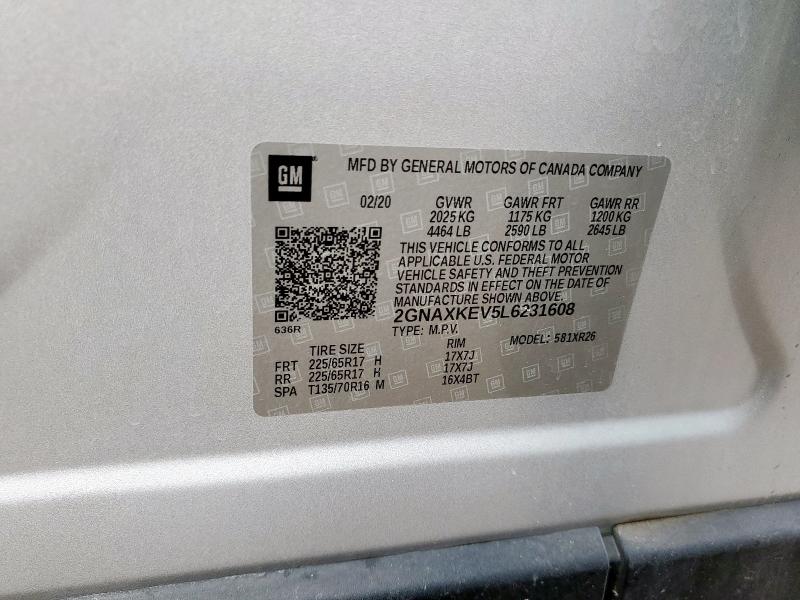 GM
MFD BY GENERAL MOTORS OF CANADA COMPANY
02/20 GVWR GAWR FRT GAWR RR
2025 KG 1175 KG 1200 KG
4464 LB 2590 LB 2645 LB
THIS VEHICLE CONFORMS TO ALL
APPLICABLE U.S. FEDERAL MOTOR
VEHICLE SAFETY AND THEFT PREVENTION
STANDARDS IN EFFECT ON THE DATE OF
MANUFACTURE SHOWN ABOVE.
2GNAXKEV5L6231608
636R
TYPE: M.P.V. MODEL: 581XR26
TIRE SIZE RIM
FRT 225/65R17 H 17X7J
RR 225/65R17 H 17X7J
SPA T135/70R16 M 16X4BT